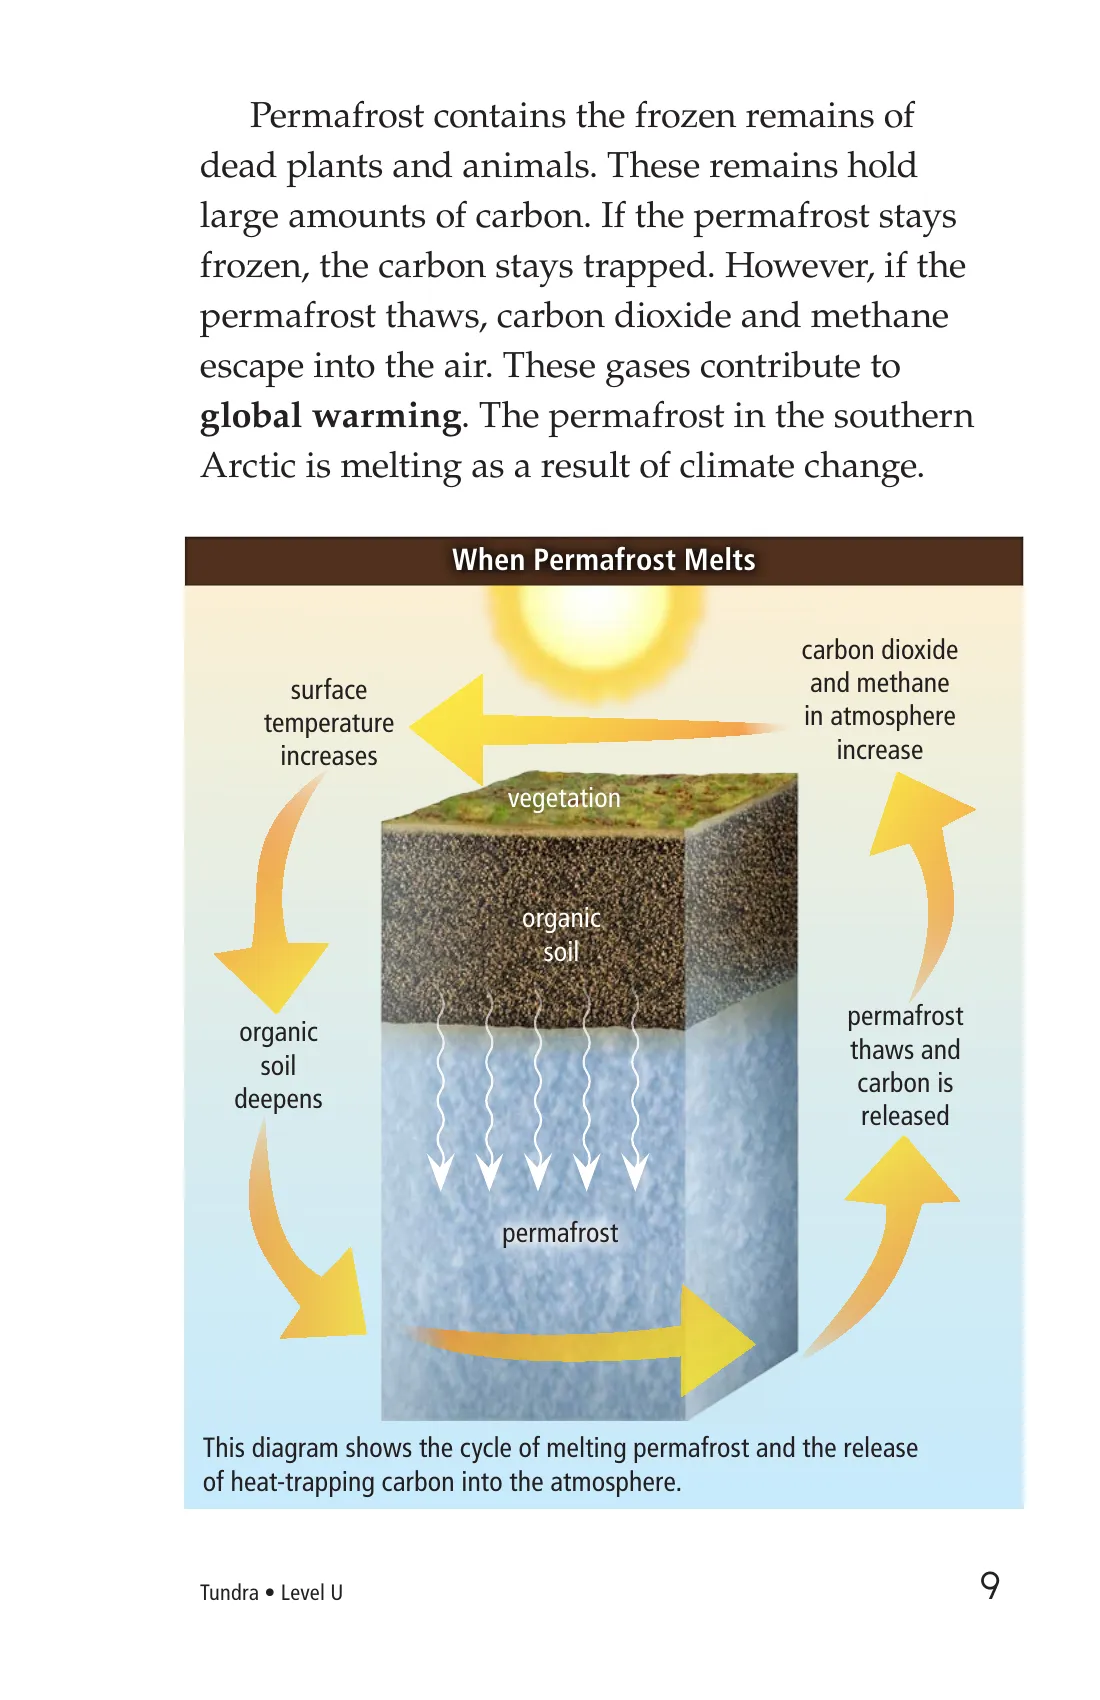 Permafrost contains the frozen remains of
dead plants and animals. These remains hold
large amounts of carbon. If the permafrost stays
frozen, the carbon stays trapped. However, if the
permafrost thaws, carbon dioxide and methane
escape into the air. These gases contribute to
global warming. The permafrost in the southern
Arctic is melting as a result of climate change.
When Permafrost Melts
carbon dioxide
and methane
in atmosphere
increase
surface
temperature
increases
vegetation
organic
soil
organic
soil
deepens
permafrost
thaws and
carbon is
released
permafrost
This diagram shows the cycle of melting permafrost and the release
of heat-trapping carbon into the atmosphere.
Tundra • Level U
9